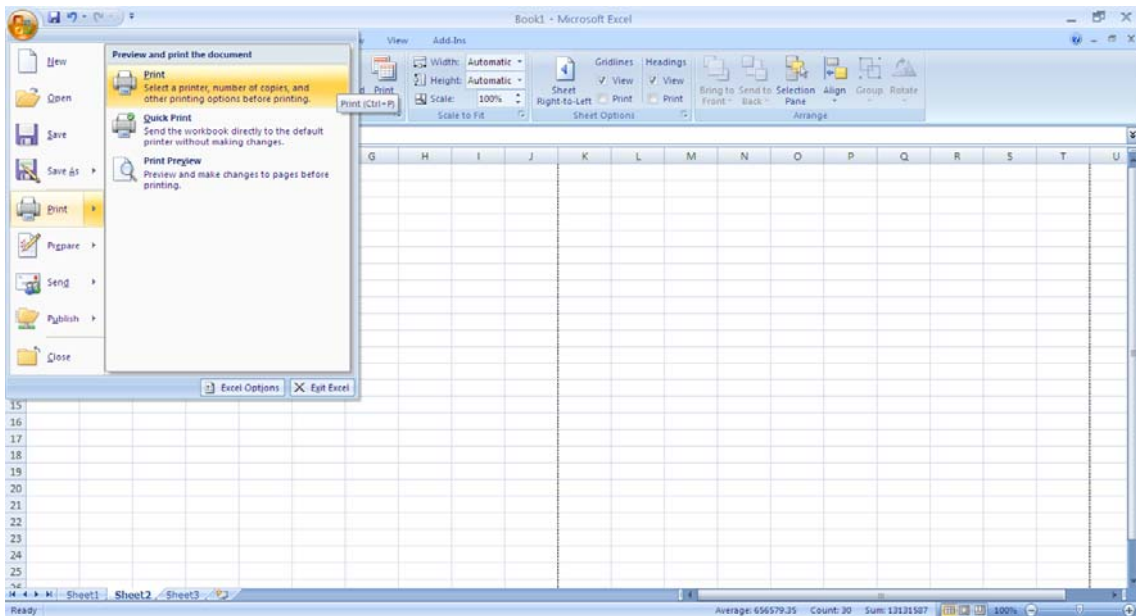 Book1 - Microsoft Excel
View Add-Ins
New
Open
Save
Save As
Print
Prepare
Send
Publish
Close
Preview and print the document
Print
Select a printer, number of copies, and
other printing options before printing.
Quick Print
Send the workbook directly to the default
printer without making changes.
Print Preview
Preview and make changes to pages before
printing.
Print (Ctrl+P)
Excel Options Exit Excel
Print
Width: Automatic
Height: Automatic
Scale: 100%
Scale to Fit
Sheet
Right-to-Left
Gridlines Headings
View View
Print Print
Sheet Options
Bring to Front
Send to Back
Selection Pane
Align
Group
Rotate
Arrange
G H I J K L M N O P Q R S T U
15
16
17
18
19
20
21
22
23
24
25
Sheet1 Sheet2 Sheet3
Ready Average: 656579.35 Count: 30 Sum: 13131587 100%